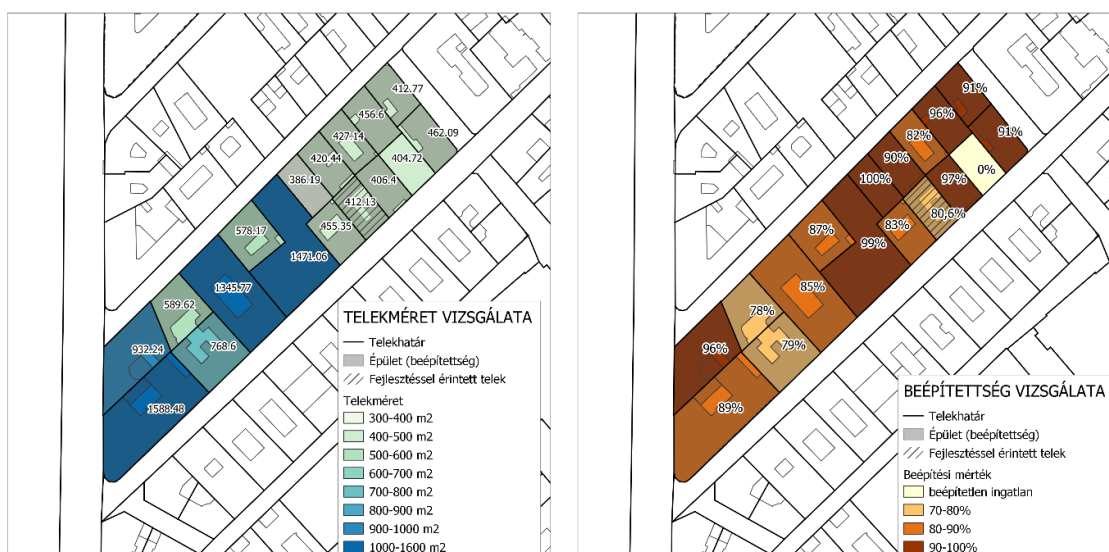 412.77
456.6
427.14
462.09
420.44
404.72
386.19
406.4
412.13
455.35
578.17
1471.06
1345.77
589.62
768.6
932.24
1588.48
TELEKMÉRET VIZSGÁLATA
Telekhatár
Épület (beépítettség)
Fejlesztéssel érintett telek
Telekméret
300-400 m2
400-500 m2
500-600 m2
600-700 m2
700-800 m2
800-900 m2
900-1000 m2
1000-1600 m2
91%
96%
82%
91%
90%
0%
100%
97%
80,6%
83%
87%
99%
85%
78%
79%
96%
89%
BEÉPÍTETTSÉG VIZSGÁLATA
Telekhatár
Épület (beépítettség)
Fejlesztéssel érintett telek
Beépítési mérték
beépítetlen ingatlan
70-80%
80-90%
90-100%